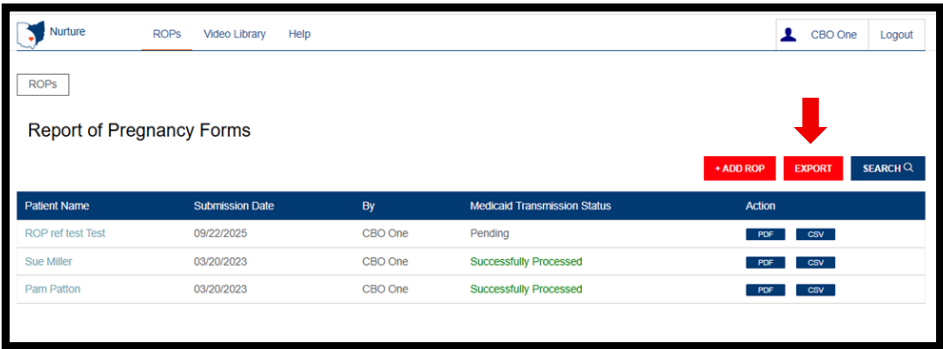 Nurture ROPs Video Library Help CBO One Logout
ROPs
Report of Pregnancy Forms
+ ADD ROP EXPORT SEARCH
Patient Name Submission Date By Medicaid Transmission Status Action
ROP ref test Test 09/22/2025 CBO One Pending PDF CSV
Sue Miller 03/20/2023 CBO One Successfully Processed PDF CSV
Pam Patton 03/20/2023 CBO One Successfully Processed PDF CSV